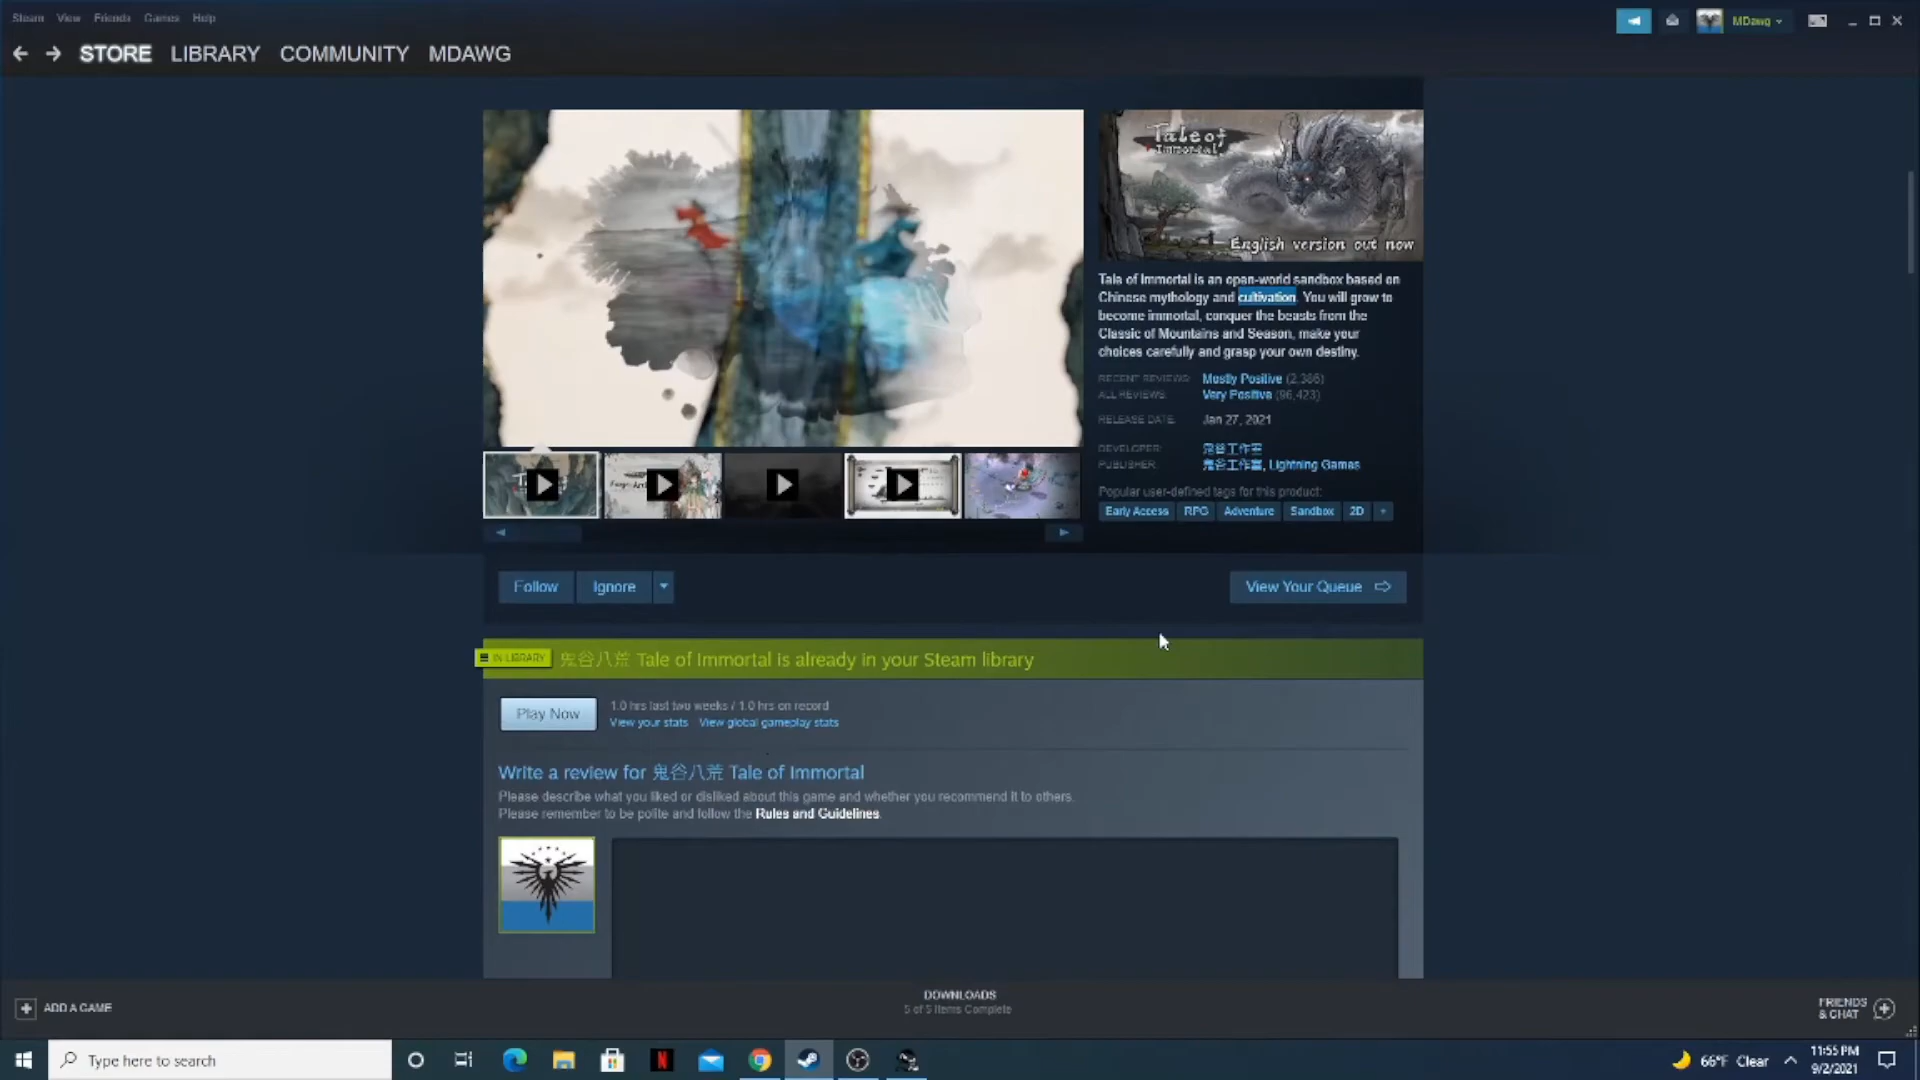 Steam View Friends Games Help
MDawg
STORE LIBRARY COMMUNITY MDAWG
Tale of
Immortal
English version out now
Tale of Immortal is an open-world sandbox based on
Chinese mythology and cultivation. You will grow to
become immortal, conquer the beasts from the
Classic of Mountains and Season, make your
choices carefully and grasp your own destiny.
RECENT REVIEWS: Mostly Positive (2,386)
ALL REVIEWS: Very Positive (96,423)
RELEASE DATE: Jan 27, 2021
DEVELOPER: 鬼谷工作室
PUBLISHER: 鬼谷工作室, Lightning Games
Popular user-defined tags for this product:
Early Access RPG Adventure Sandbox 2D +
Follow Ignore View Your Queue
IN LIBRARY 鬼谷八荒 Tale of Immortal is already in your Steam library
Play Now
1.0 hrs last two weeks / 1.0 hrs on record
View your stats View global gameplay stats
Write a review for 鬼谷八荒 Tale of Immortal
Please describe what you liked or disliked about this game and whether you recommend it to others.
Please remember to be polite and follow the Rules and Guidelines.
ADD A GAME
DOWNLOADS
5 of 5 Items Complete
FRIENDS
& CHAT
Type here to search
66°F Clear
11:55 PM
9/2/2021